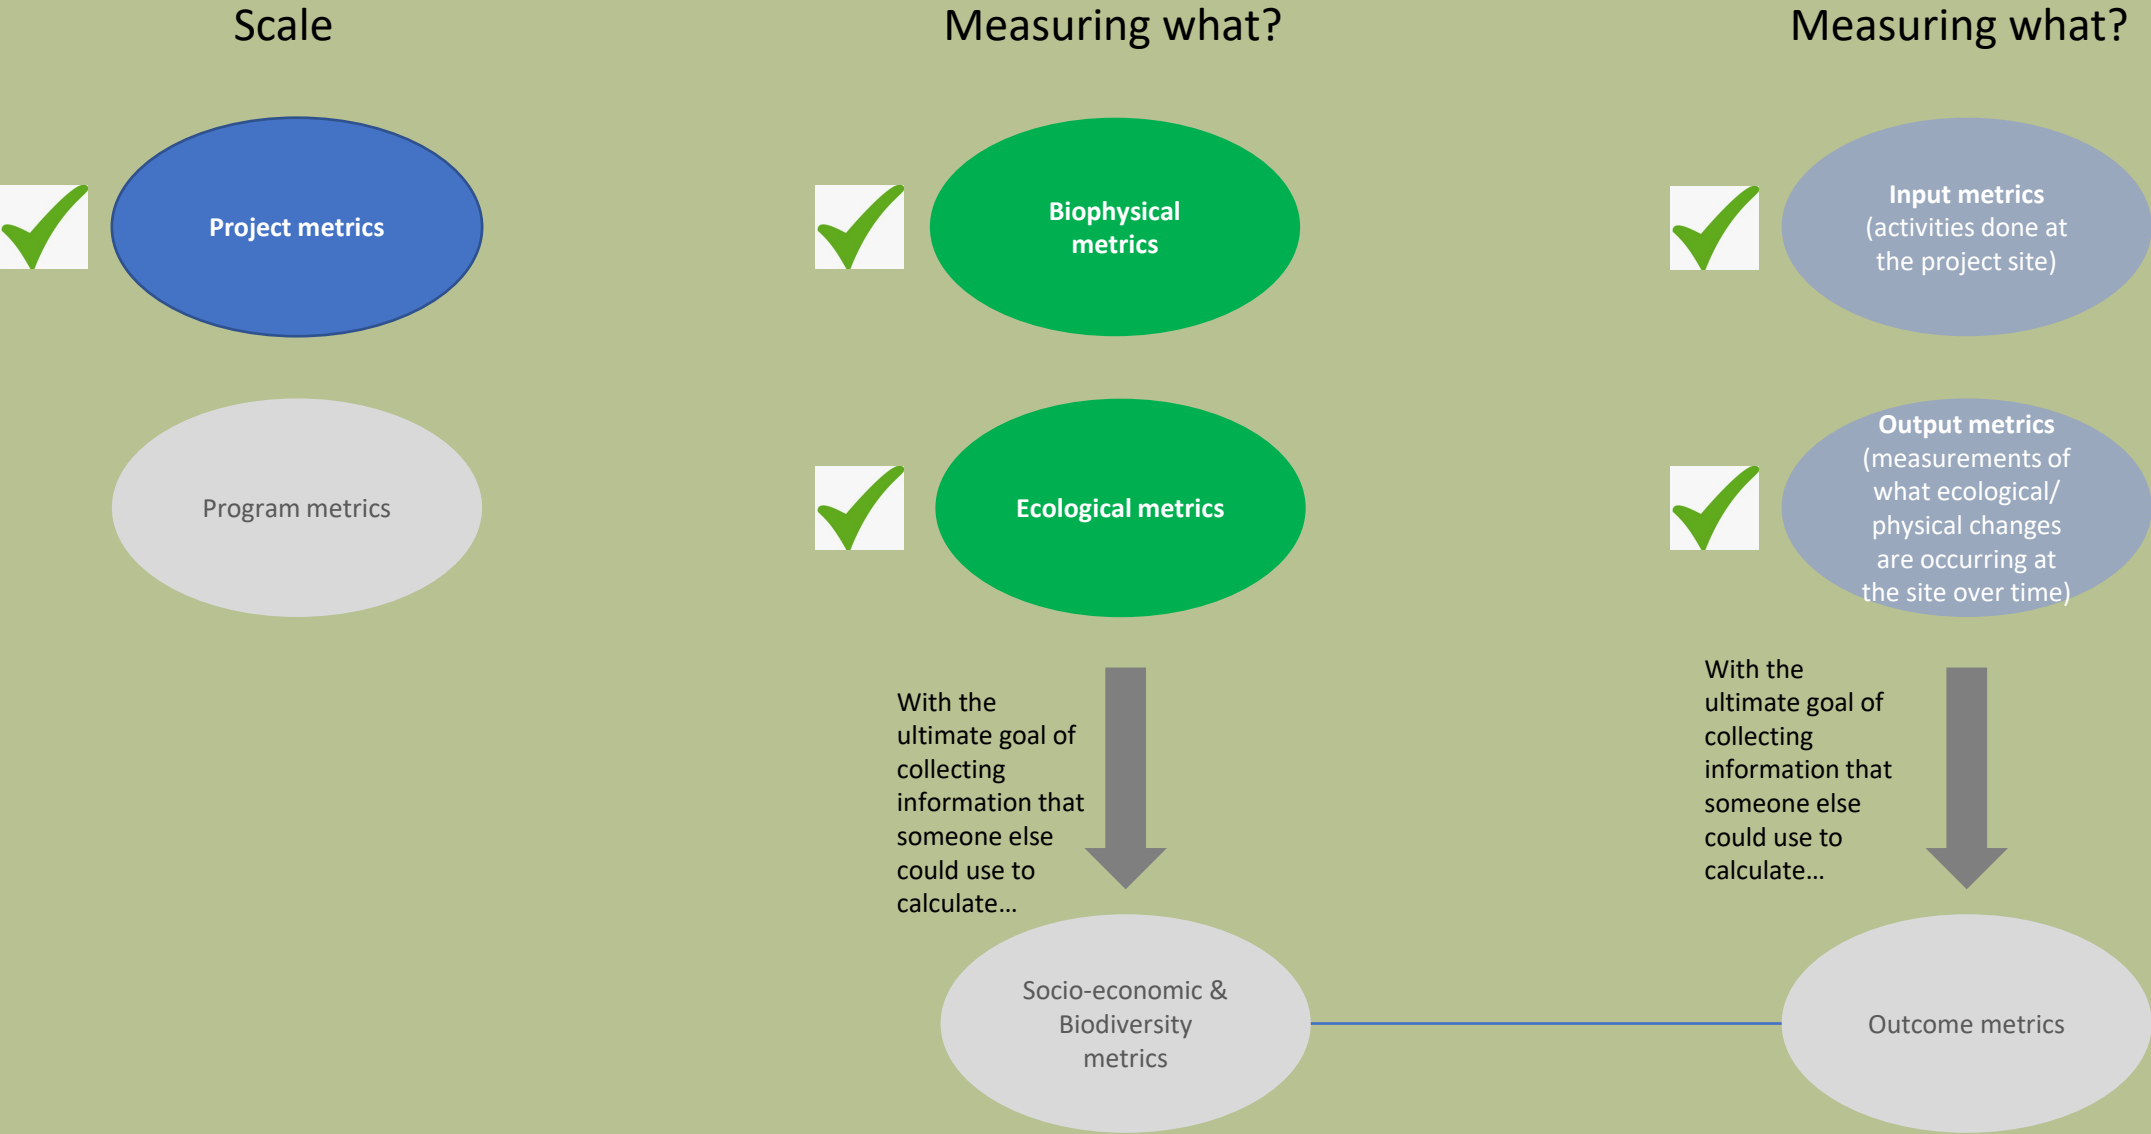 Scale
Measuring what?
Measuring what?
Project metrics
Biophysical
metrics
Input metrics
(activities done at
the project site)
Program metrics
Ecological metrics
Output metrics
(measurements of
what ecological/
physical changes
are occurring at
the site over time)
With the
ultimate goal of
collecting
information that
someone else
could use to
calculate…
With the
ultimate goal of
collecting
information that
someone else
could use to
calculate…
Socio-economic &
Biodiversity
metrics
Outcome metrics